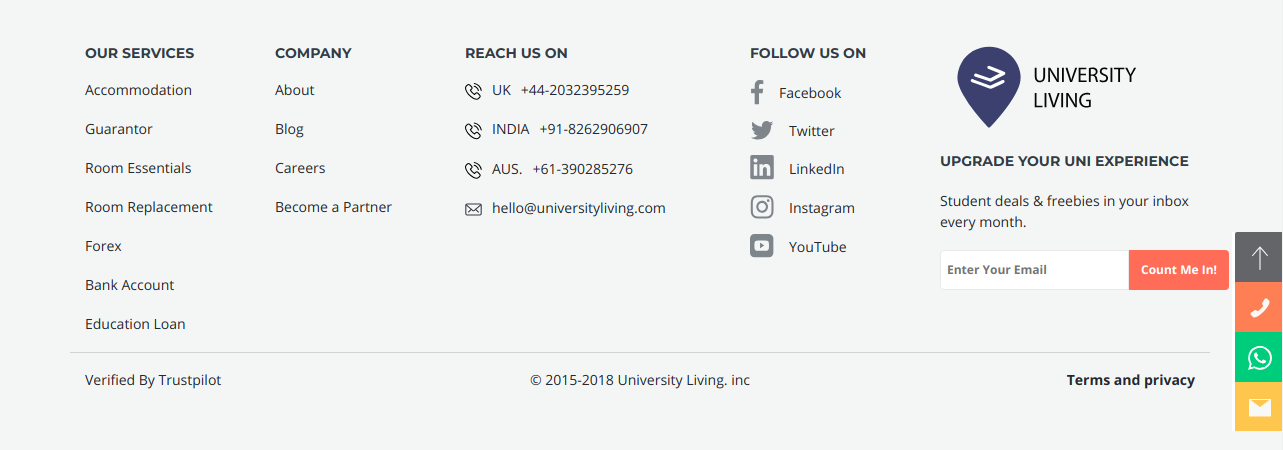 OUR SERVICES
Accommodation
Guarantor
Room Essentials
Room Replacement
Forex
Bank Account
Education Loan
COMPANY
About
Blog
Careers
Become a Partner
REACH US ON
UK +44-2032395259
INDIA +91-8262906907
AUS. +61-390285276
hello@universityliving.com
FOLLOW US ON
Facebook
Twitter
LinkedIn
Instagram
YouTube
UNIVERSITY
LIVING
UPGRADE YOUR UNI EXPERIENCE
Student deals & freebies in your inbox
every month.
Enter Your Email
Count Me In!
Verified By Trustpilot
© 2015-2018 University Living. inc
Terms and privacy